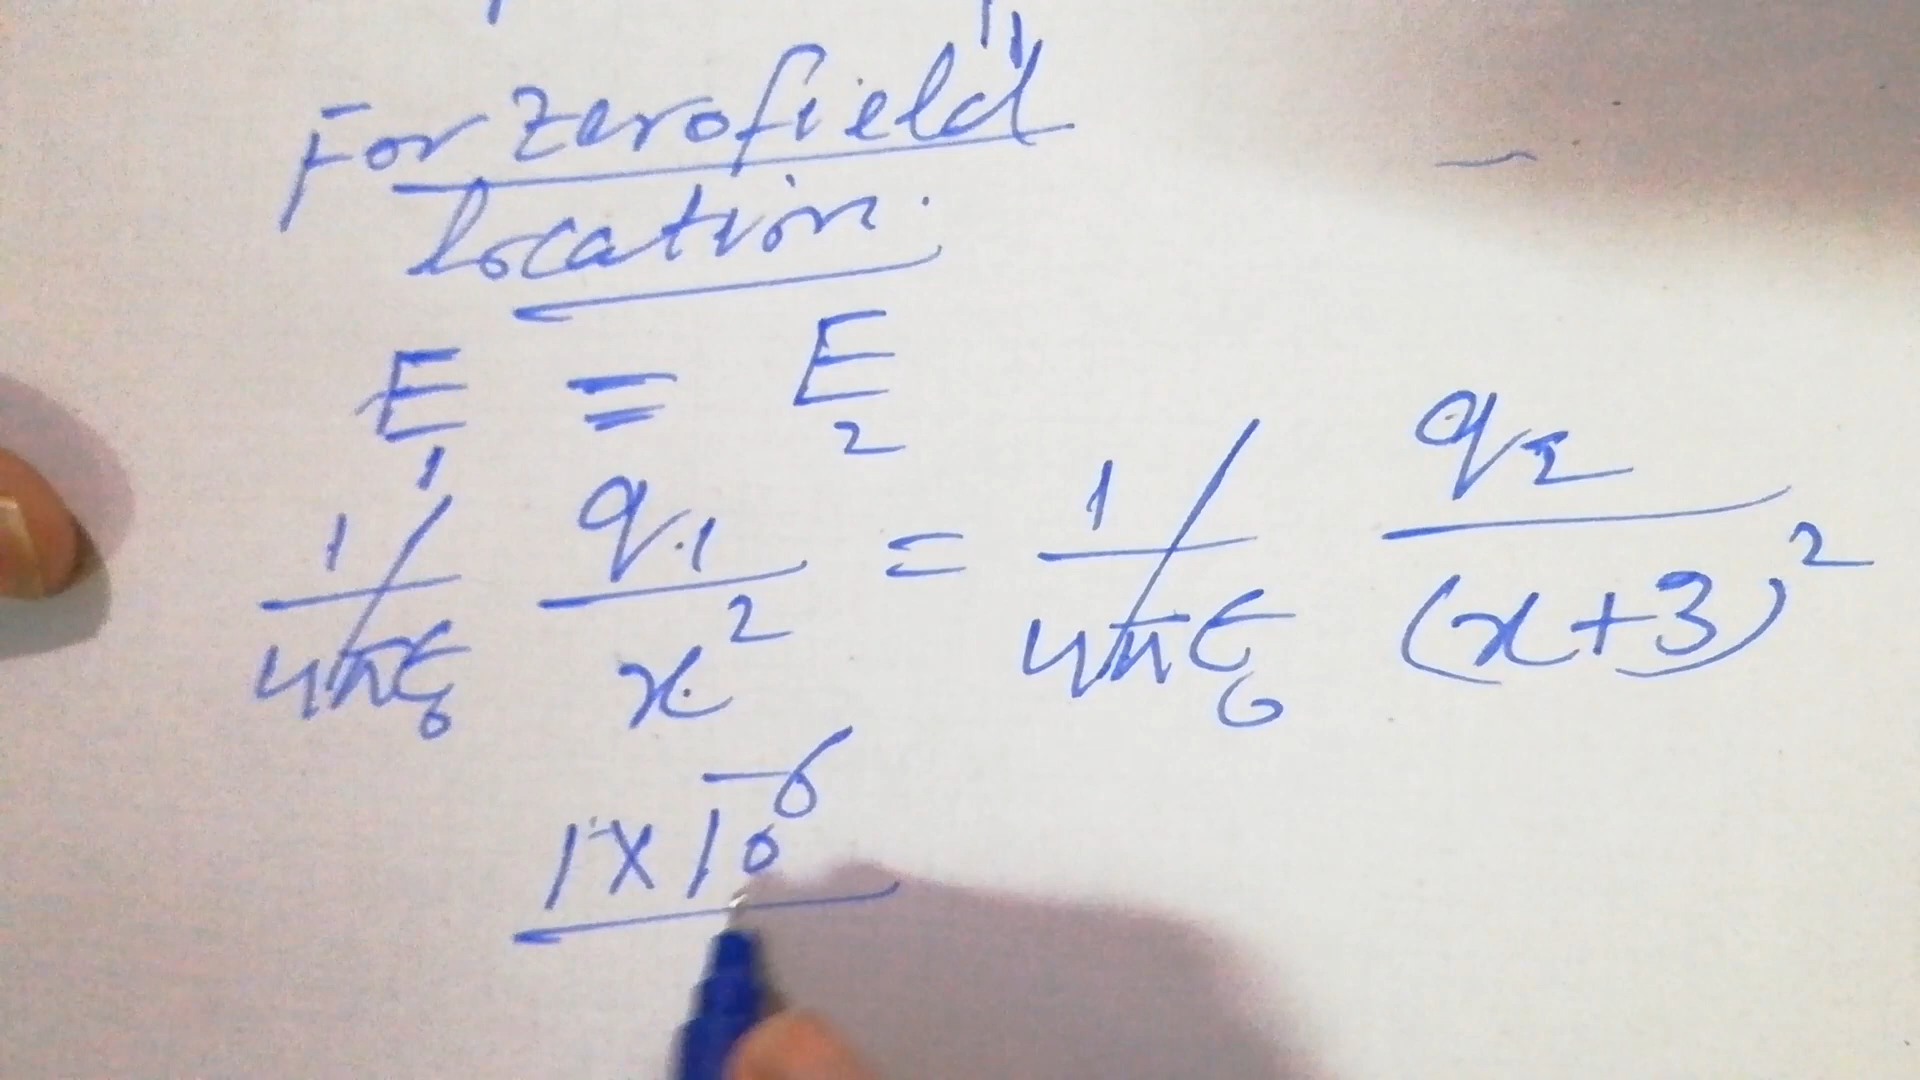 For zero field
location.
E₁ = E₂
1/4πε₀ q₁/x² = 1/4πε₀ q₂/(x+3)²
1×10⁻⁶